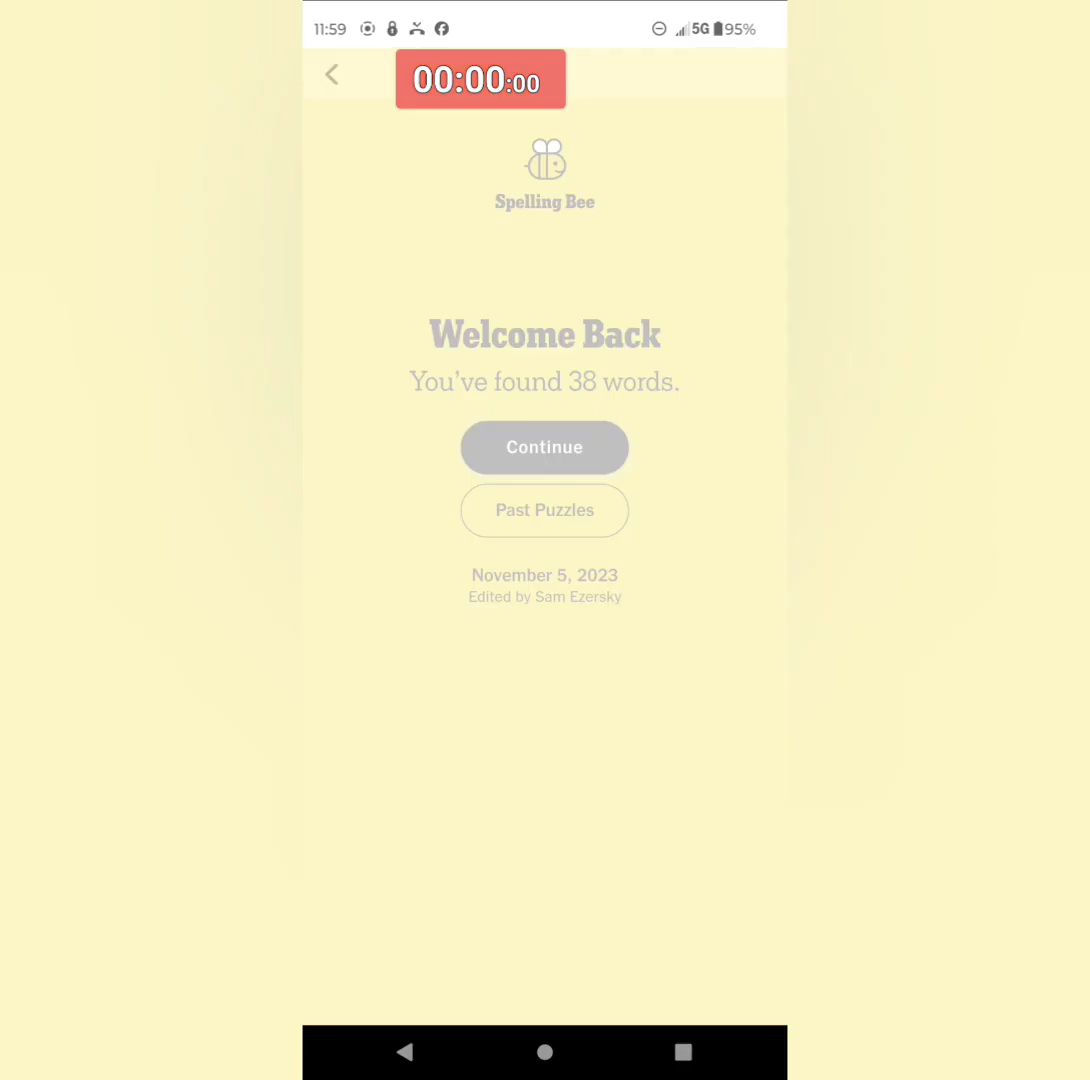 11:59 5G 95%
00:00:00
Spelling Bee
Welcome Back
You've found 38 words.
Continue
Past Puzzles
November 5, 2023
Edited by Sam Ezersky